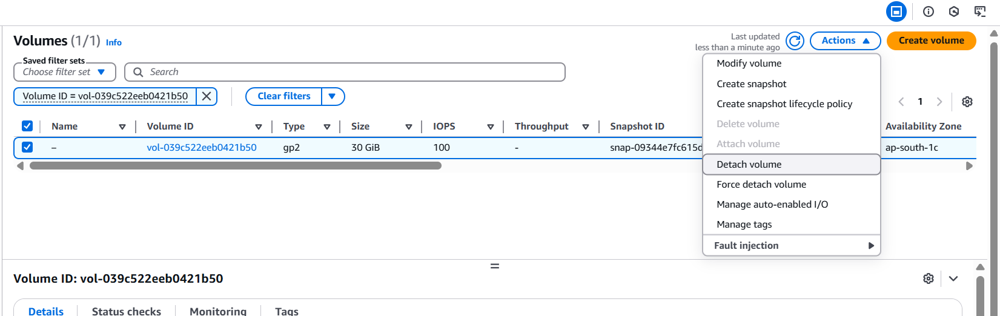 Volumes (1/1) Info
Last updated
less than a minute ago
Actions
Create volume
Saved filter sets
Choose filter set
Search
Volume ID = vol-039c522eeb0421b50
Clear filters
1
Name Volume ID Type Size IOPS Throughput Snapshot ID Availability Zone
– vol-039c522eeb0421b50 gp2 30 GiB 100 - snap-09344e7fc615 ap-south-1c
Modify volume
Create snapshot
Create snapshot lifecycle policy
Delete volume
Attach volume
Detach volume
Force detach volume
Manage auto-enabled I/O
Manage tags
Fault injection
Volume ID: vol-039c522eeb0421b50
Details Status checks Monitoring Tags